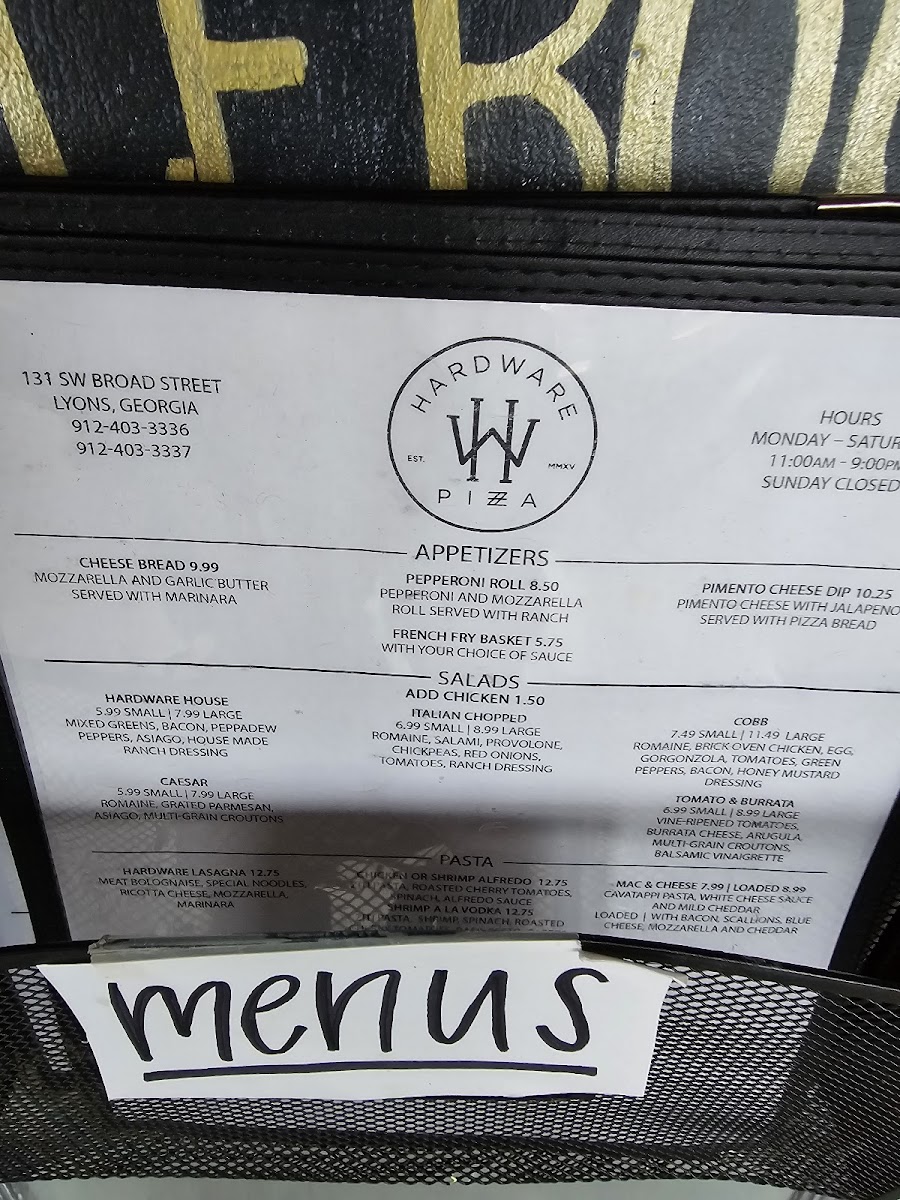 131 SW BROAD STREET
LYONS, GEORGIA
912-403-3336
912-403-3337
HARDWARE
EST.
MMXV
PIZZA
HOURS
MONDAY –
11:00AM - 9:00PM
SUNDAY CLOSED
APPETIZERS
CHEESE BREAD 9.99
MOZZARELLA AND GARLIC BUTTER
SERVED WITH MARINARA
PEPPERONI ROLL 8.50
PEPPERONI AND MOZZARELLA
ROLL SERVED WITH RANCH
FRENCH FRY BASKET 5.75
WITH YOUR CHOICE OF SAUCE
PIMENTO CHEESE DIP 10.25
PIMENTO CHEESE WITH JALAPENO
SERVED WITH PIZZA BREAD
SALADS
ADD CHICKEN 1.50
HARDWARE HOUSE
5.99 SMALL | 7.99 LARGE
MIXED GREENS, BACON, PEPPADEW
PEPPERS, ASIAGO, HOUSE MADE
RANCH DRESSING
CAESAR
5.99 SMALL | 7.99 LARGE
ROMAINE, GRATED PARMESAN,
ASIAGO, MULTI-GRAIN CROUTONS
ITALIAN CHOPPED
6.99 SMALL | 8.99 LARGE
ROMAINE, SALAMI, PROVOLONE,
CHICKPEAS, RED ONIONS,
TOMATOES, RANCH DRESSING
COBB
7.49 SMALL | 11.49 LARGE
ROMAINE, BRICK OVEN CHICKEN, EGG,
GORGONZOLA, TOMATOES, GREEN
PEPPERS, BACON, HONEY MUSTARD
DRESSING
TOMATO & BURRATA
6.99 SMALL | 8.99 LARGE
VINE-RIPENED TOMATOES,
BURRATA CHEESE, ARUGULA,
MULTI-GRAIN CROUTONS,
BALSAMIC VINAIGRETTE
PASTA
HARDWARE LASAGNA 12.75
MEAT BOLOGNAISE, SPECIAL NOODLES,
RICOTTA CHEESE, MOZZARELLA,
MARINARA
CHICKEN OR SHRIMP ALFREDO 12.75
PASTA, ROASTED CHERRY TOMATOES,
SPINACH, ALFREDO SAUCE
SHRIMP A LA VODKA 12.75
PASTA, SHRIMP, SPINACH, ROASTED
MAC & CHEESE 7.99 | LOADED 8.99
CAVATAPPI PASTA, WHITE CHEESE SAUCE
AND MILD CHEDDAR
LOADED | WITH BACON, SCALLIONS, BLUE
CHEESE, MOZZARELLA AND CHEDDAR
menus